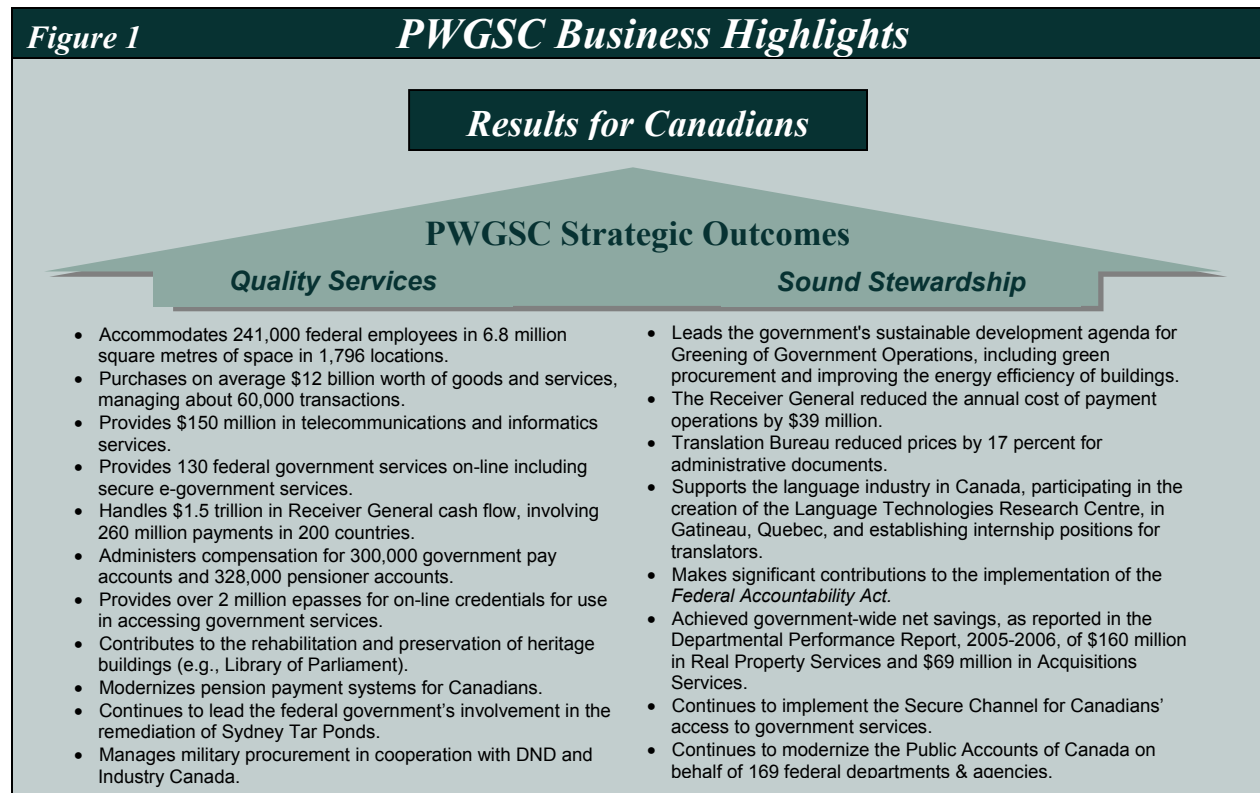 Figure 1
PWGSC Business Highlights
Results for Canadians
PWGSC Strategic Outcomes
Quality Services
• Accommodates 241,000 federal employees in 6.8 million
square metres of space in 1,796 locations.
• Purchases on average $12 billion worth of goods and services,
managing about 60,000 transactions.
• Provides $150 million in telecommunications and informatics
services.
• Provides 130 federal government services on-line including
secure e-government services.
• Handles $1.5 trillion in Receiver General cash flow, involving
260 million payments in 200 countries.
• Administers compensation for 300,000 government pay
accounts and 328,000 pensioner accounts.
• Provides over 2 million epasses for on-line credentials for use
in accessing government services.
• Contributes to the rehabilitation and preservation of heritage
buildings (e.g., Library of Parliament).
• Modernizes pension payment systems for Canadians.
• Continues to lead the federal government’s involvement in the
remediation of Sydney Tar Ponds.
• Manages military procurement in cooperation with DND and
Industry Canada.
Sound Stewardship
• Leads the government's sustainable development agenda for
Greening of Government Operations, including green
procurement and improving the energy efficiency of buildings.
• The Receiver General reduced the annual cost of payment
operations by $39 million.
• Translation Bureau reduced prices by 17 percent for
administrative documents.
• Supports the language industry in Canada, participating in the
creation of the Language Technologies Research Centre, in
Gatineau, Quebec, and establishing internship positions for
translators.
• Makes significant contributions to the implementation of the
Federal Accountability Act.
• Achieved government-wide net savings, as reported in the
Departmental Performance Report, 2005-2006, of $160 million
in Real Property Services and $69 million in Acquisitions
Services.
• Continues to implement the Secure Channel for Canadians’
access to government services.
• Continues to modernize the Public Accounts of Canada on
behalf of 169 federal departments & agencies.